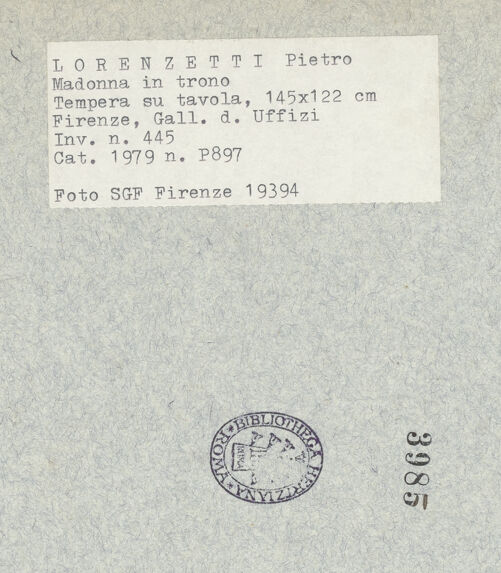 LORENZETTI Pietro
Madonna in trono
Tempera su tavola, 145x122 cm
Firenze, Gall. d. Uffizi
Inv. n. 445
Cat. 1979 n. P897
Foto SGF Firenze 19394
BIBLIOTHECA HERTZIANA ROMA
3985